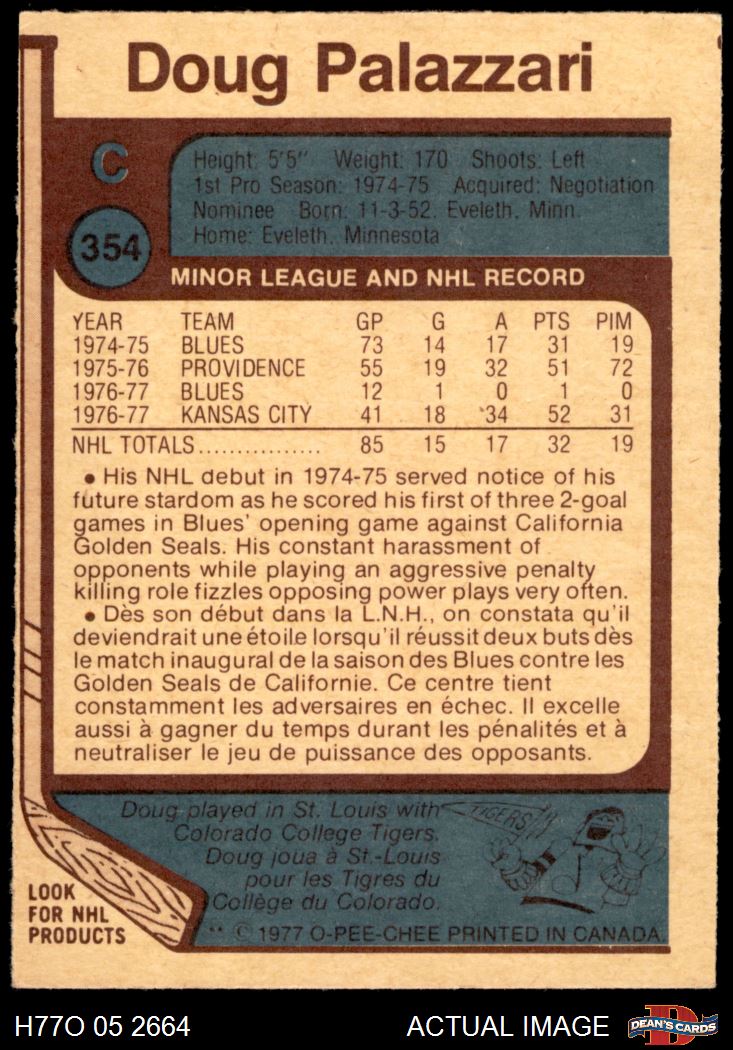 Doug Palazzari
C
354
Height: 5'5" Weight: 170 Shoots: Left
1st Pro Season: 1974-75 Acquired: Negotiation
Nominee Born: 11-3-52. Eveleth. Minn.
Home: Eveleth, Minnesota
MINOR LEAGUE AND NHL RECORD
YEAR TEAM GP G A PTS PIM
1974-75 BLUES 73 14 17 31 19
1975-76 PROVIDENCE 55 19 32 51 72
1976-77 BLUES 12 1 0 1 0
1976-77 KANSAS CITY 41 18 34 52 31
NHL TOTALS................ 85 15 17 32 19
● His NHL debut in 1974-75 served notice of his
future stardom as he scored his first of three 2-goal
games in Blues' opening game against California
Golden Seals. His constant harassment of
opponents while playing an aggressive penalty
killing role fizzles opposing power plays very often.
● Dès son début dans la L.N.H., on constata qu'il
deviendrait une étoile lorsqu'il réussit deux buts dès
le match inaugural de la saison des Blues contre les
Golden Seals de Californie. Ce centre tient
constamment les adversaires en échec. Il excelle
aussi à gagner du temps durant les pénalités et à
neutraliser le jeu de puissance des opposants.
Doug played in St. Louis with
Colorado College Tigers.
Doug joua à St.-Louis
pour les Tigres du
Collège du Colorado.
TIGERS
LOOK
FOR NHL
PRODUCTS
** © 1977 O-PEE-CHEE PRINTED IN CANADA
H77O 05 2664
ACTUAL IMAGE
D
DEAN'S CARDS